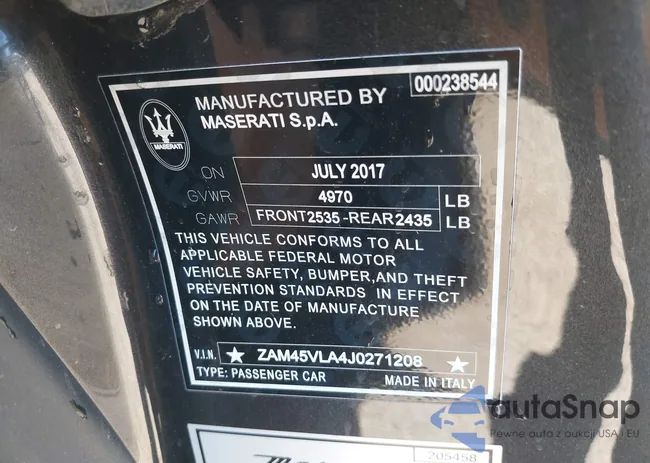 000238544
MANUFACTURED BY
MASERATI S.p.A.
MASERATI
ON JULY 2017
GVWR 4970 LB
GAWR FRONT2535-REAR2435 LB
THIS VEHICLE CONFORMS TO ALL
APPLICABLE FEDERAL MOTOR
VEHICLE SAFETY, BUMPER,AND THEFT
PREVENTION STANDARDS IN EFFECT
ON THE DATE OF MANUFACTURE
SHOWN ABOVE.
V.I.N. ★ ZAM45VLA4J0271208 ★
TYPE: PASSENGER CAR MADE IN ITALY
autaSnap
Pewne auta z aukcji USA i EU
205458